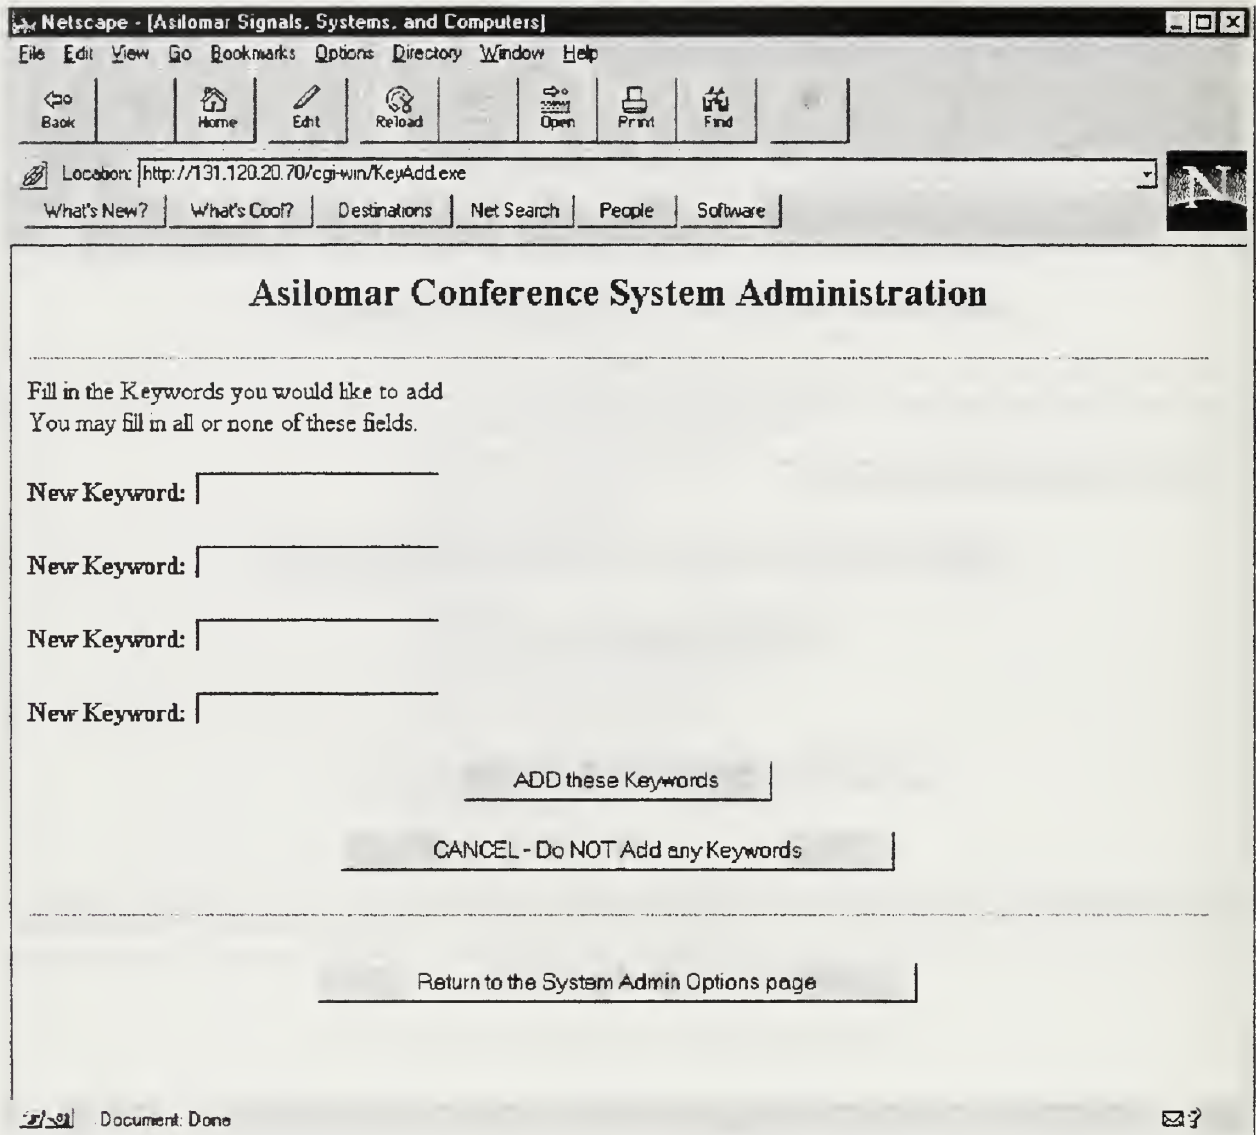 Netscape - [Asilomar Signals, Systems, and Computers]
File Edit View Go Bookmarks Options Directory Window Help
Back Home Edit Reload Open Print Find
Location: http://131.120.20.70/cgi-win/KeyAdd.exe
N
What's New? What's Cool? Destinations Net Search People Software
Asilomar Conference System Administration
Fill in the Keywords you would like to add
You may fill in all or none of these fields.
New Keyword:
New Keyword:
New Keyword:
New Keyword:
ADD these Keywords
CANCEL - Do NOT Add any Keywords
Return to the System Admin Options page
Document: Done